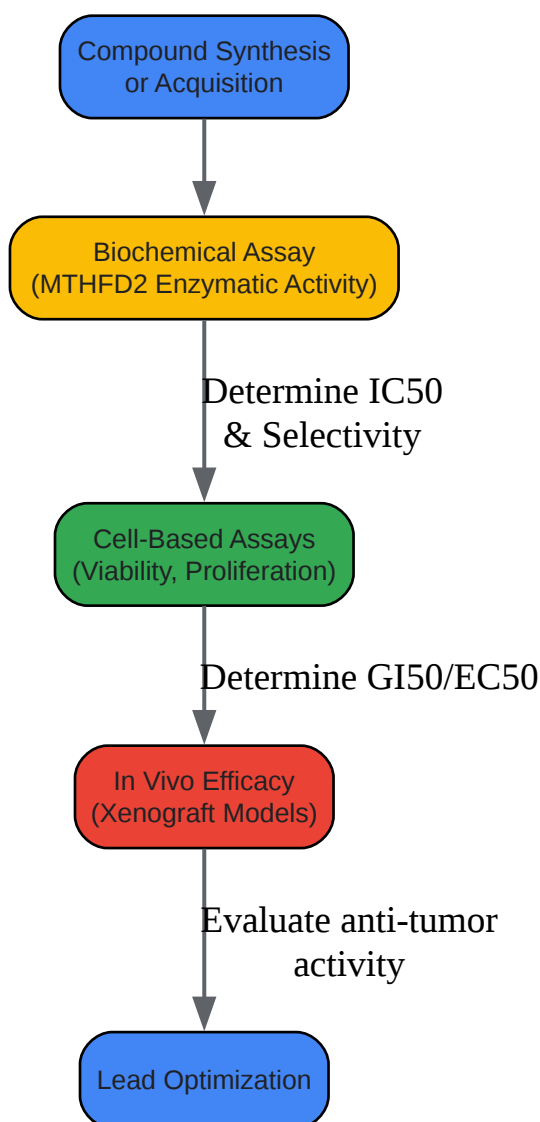 Compound Synthesis
or Acquisition
Biochemical Assay
(MTHFD2 Enzymatic Activity)
Determine IC50
& Selectivity
Cell-Based Assays
(Viability, Proliferation)
Determine GI50/EC50
In Vivo Efficacy
(Xenograft Models)
Evaluate anti-tumor
activity
Lead Optimization